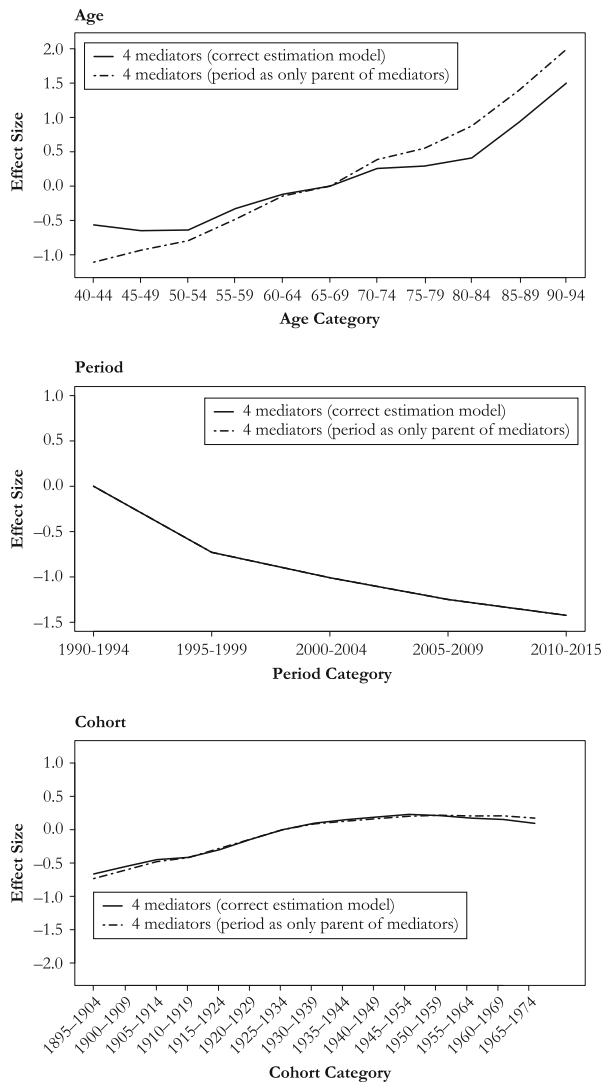 Age
4 mediators (correct estimation model)
4 mediators (period as only parent of mediators)
2.0
1.5
1.0
0.5
0.0
−0.5
−1.0
Effect Size
40-44 45-49 50-54 55-59 60-64 65-69 70-74 75-79 80-84 85-89 90-94
Age Category
Period
4 mediators (correct estimation model)
4 mediators (period as only parent of mediators)
1.0
0.5
0.0
−0.5
−1.0
−1.5
Effect Size
1990-1994 1995-1999 2000-2004 2005-2009 2010-2015
Period Category
Cohort
1.0
0.5
0.0
−0.5
−1.0
−1.5
−2.0
Effect Size
4 mediators (correct estimation model)
4 mediators (period as only parent of mediators)
1895–1904 1900–1909 1905–1914 1910–1919 1915–1924 1920–1929 1925–1934 1930–1939 1935–1944 1940–1949 1945–1954 1950–1959 1955–1964 1960–1969 1965–1974
Cohort Category